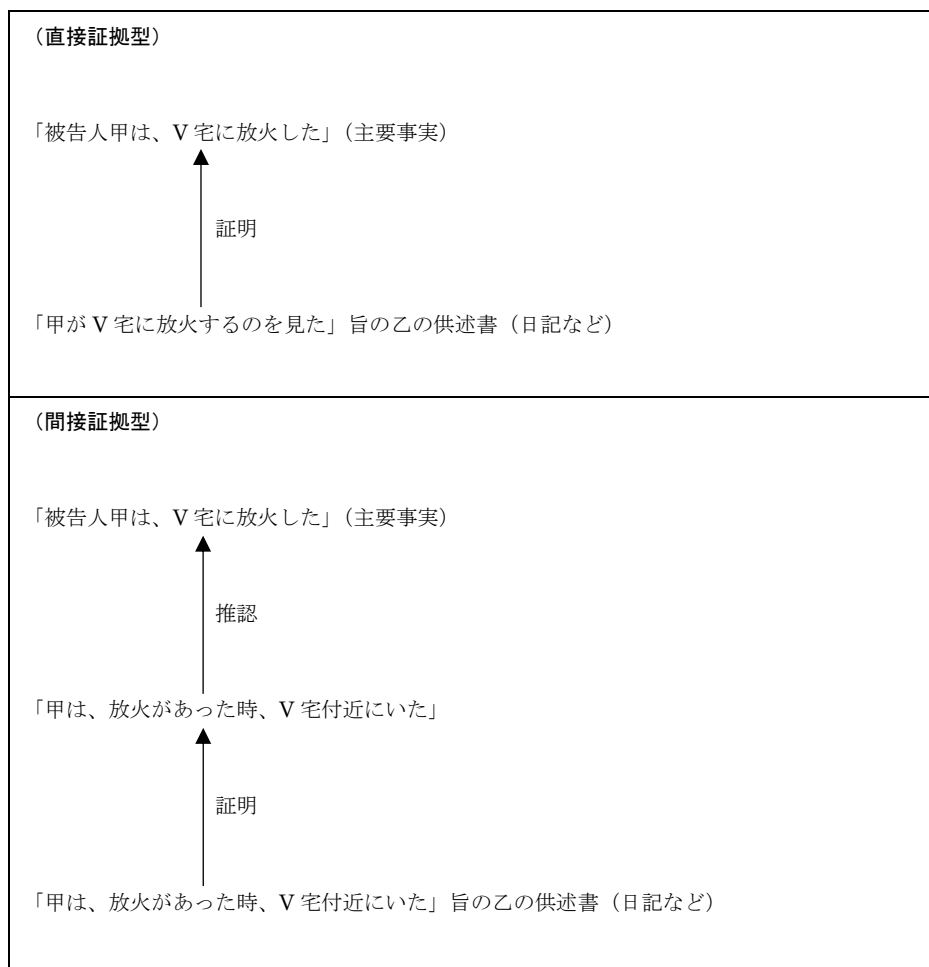 （直接証拠型）
「被告人甲は、V 宅に放火した」（主要事実）
証明
「甲が V 宅に放火するのを見た」旨の乙の供述書（日記など）
（間接証拠型）
「被告人甲は、V 宅に放火した」（主要事実）
推認
「甲は、放火があった時、V 宅付近にいた」
証明
「甲は、放火があった時、V 宅付近にいた」旨の乙の供述書（日記など）